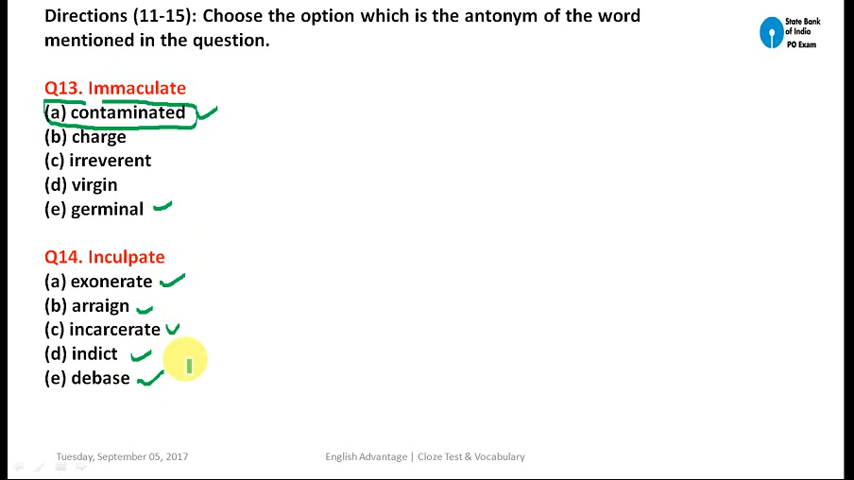 Directions (11-15): Choose the option which is the antonym of the word
mentioned in the question.
State Bank
of India
PO Exam
Q13. Immaculate
(a) contaminated
(b) charge
(c) irreverent
(d) virgin
(e) germinal
Q14. Inculpate
(a) exonerate
(b) arraign
(c) incarcerate
(d) indict
(e) debase
Tuesday, September 05, 2017
English Advantage | Cloze Test & Vocabulary